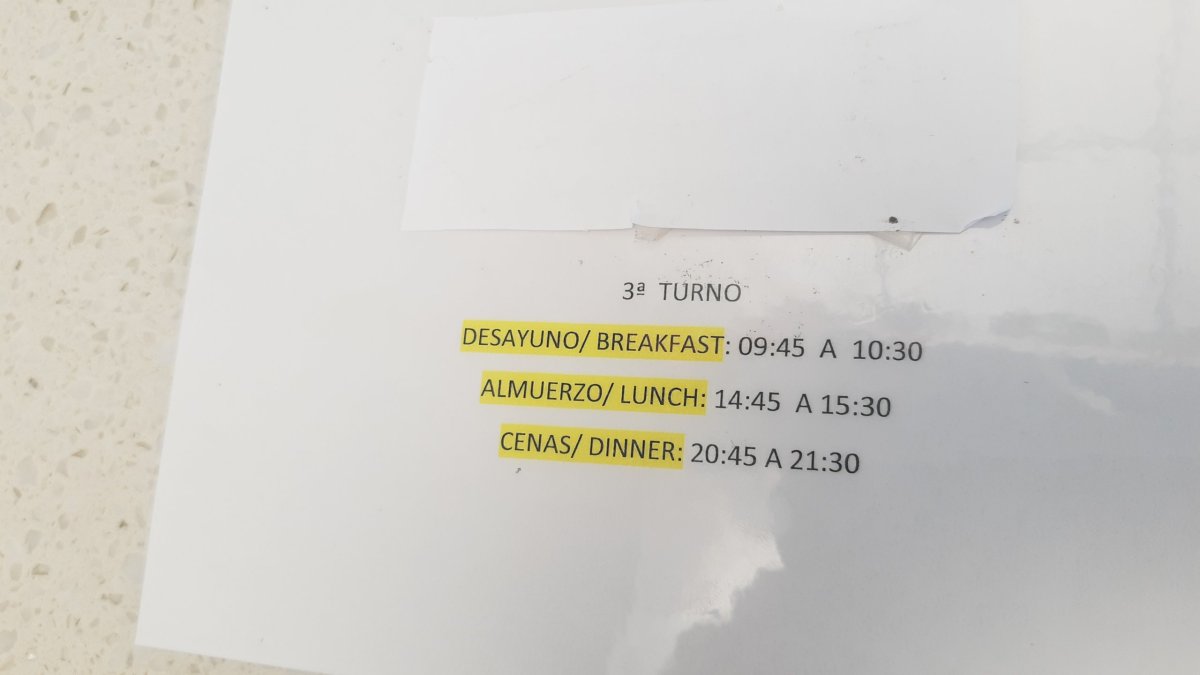 3ª TURNO
DESAYUNO/ BREAKFAST: 09:45 A 10:30
ALMUERZO/ LUNCH: 14:45 A 15:30
CENAS/ DINNER: 20:45 A 21:30